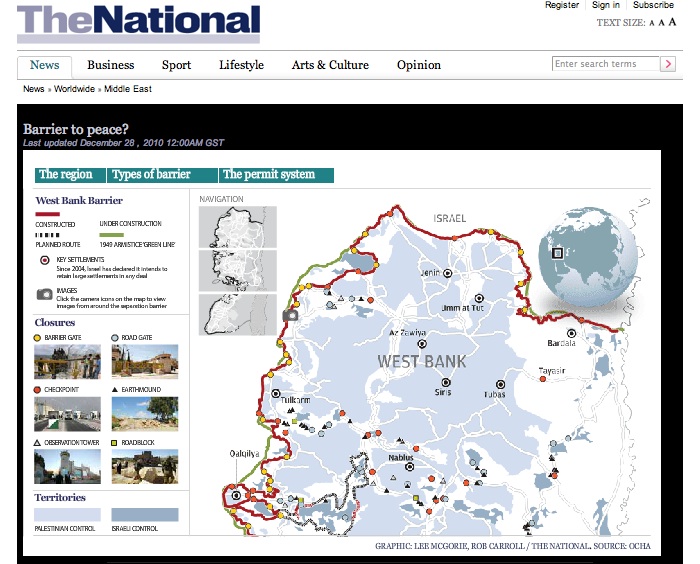 TheNational
Register Sign in Subscribe
TEXT SIZE: A A A
News Business Sport Lifestyle Arts & Culture Opinion
Enter search terms
News » Worldwide » Middle East
Barrier to peace?
Last updated December 28 , 2010 12:00AM GST
The region Types of barrier The permit system
West Bank Barrier
CONSTRUCTED
UNDER CONSTRUCTION
PLANNED ROUTE
1949 ARMISTICE 'GREEN LINE'
KEY SETTLEMENTS
Since 2004, Israel has declared it intends to
retain large settlements in any deal
IMAGES
Click the camera icons on the map to view
images from around the separation barrier
Closures
BARRIER GATE
ROAD GATE
CHECKPOINT
EARTHMOUND
OBSERVATION TOWER
ROADBLOCK
Territories
PALESTINIAN CONTROL
ISRAELI CONTROL
NAVIGATION
ISRAEL
Jenin
Umm at Tut
Az Zawiya
Bardala
WEST BANK
Tayasir
Siris
Tubas
Tulkarm
Qalqilya
Nablus
GRAPHIC: LEE MCGORIE, ROB CARROLL / THE NATIONAL. SOURCE: OCHA